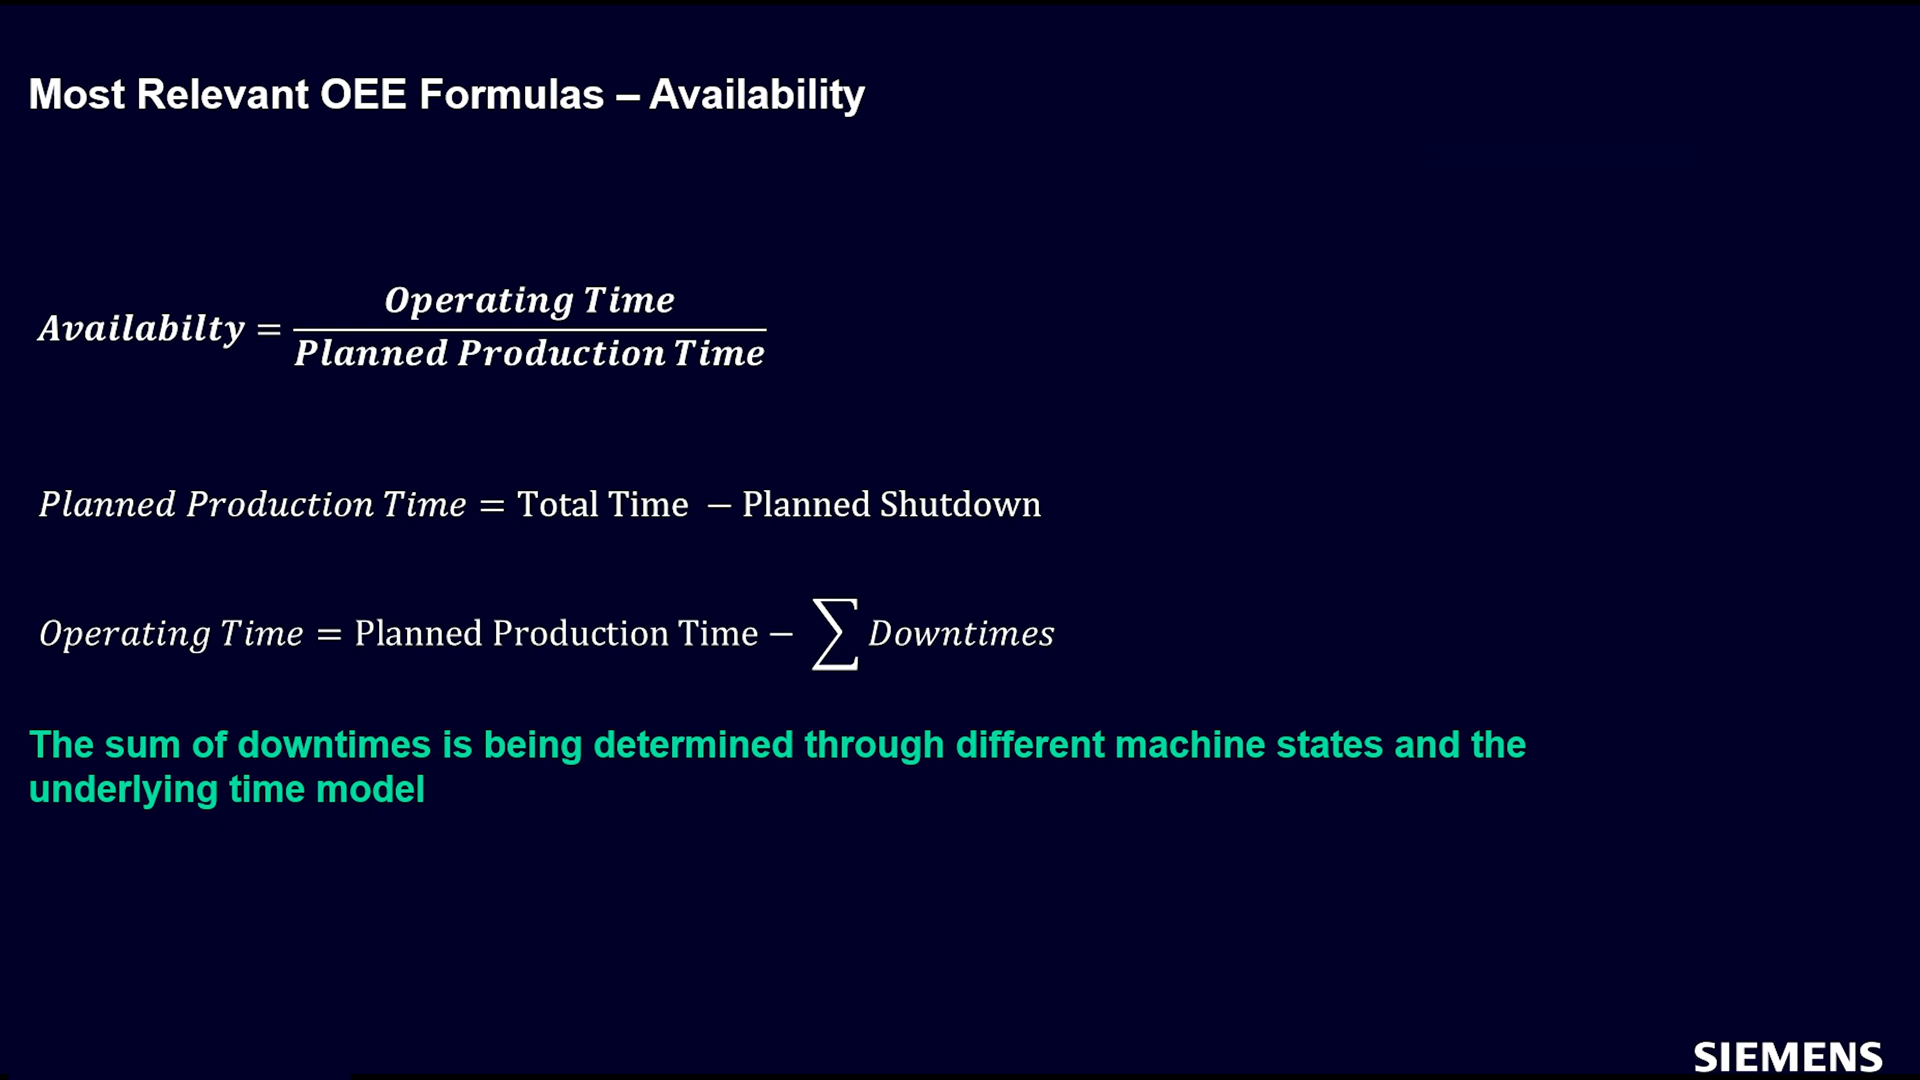 Most Relevant OEE Formulas – Availability
Availabilty = Operating Time / Planned Production Time
Planned Production Time = Total Time − Planned Shutdown
Operating Time = Planned Production Time − ∑ Downtimes
The sum of downtimes is being determined through different machine states and the
underlying time model
SIEMENS